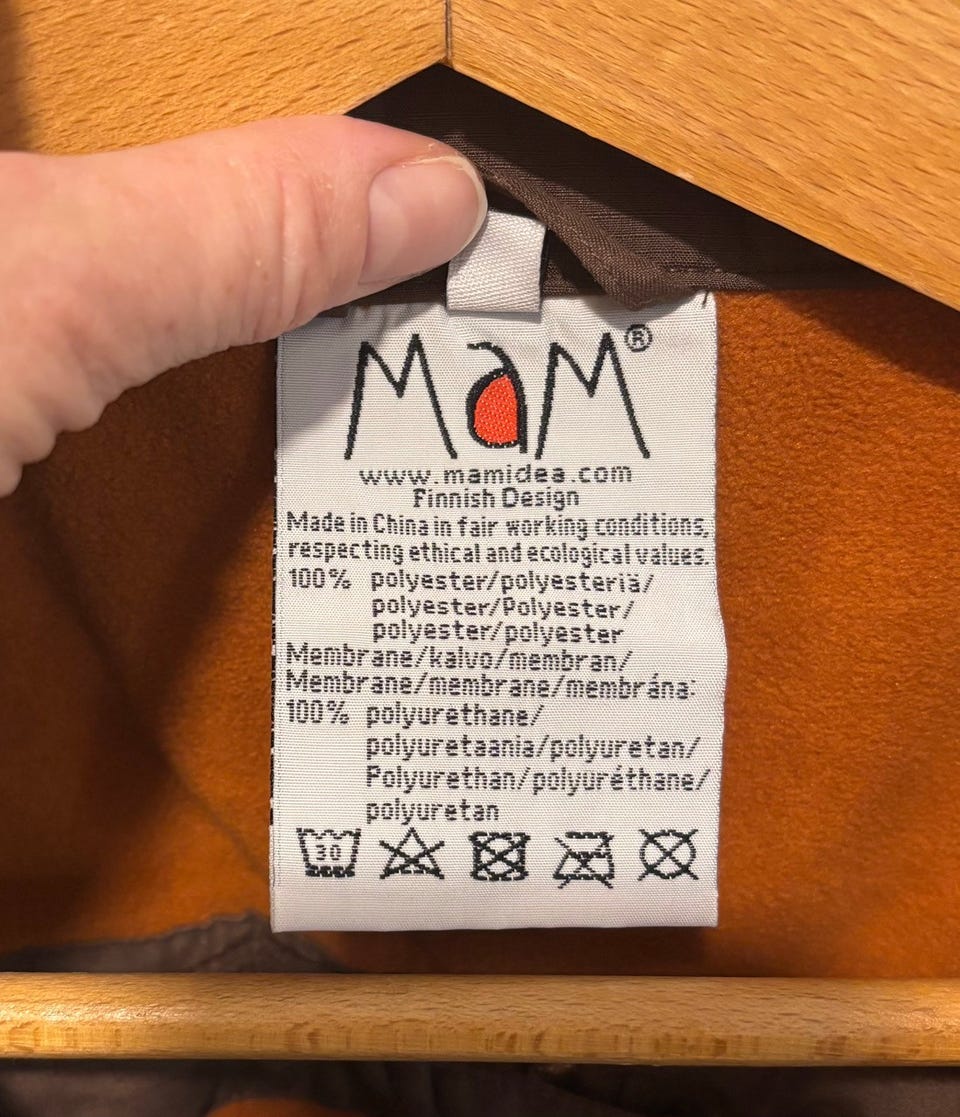 MaM®
www.mamidea.com
Finnish Design
Made in China in fair working conditions,
respecting ethical and ecological values.
100% polyester/polyesteriä/
polyester/Polyester/
polyester/polyester
Membrane/kalvo/membran/
Membrane/membrane/membrána:
100% polyurethane/
polyuretaania/polyuretan/
Polyurethan/polyuréthane/
polyuretan
30